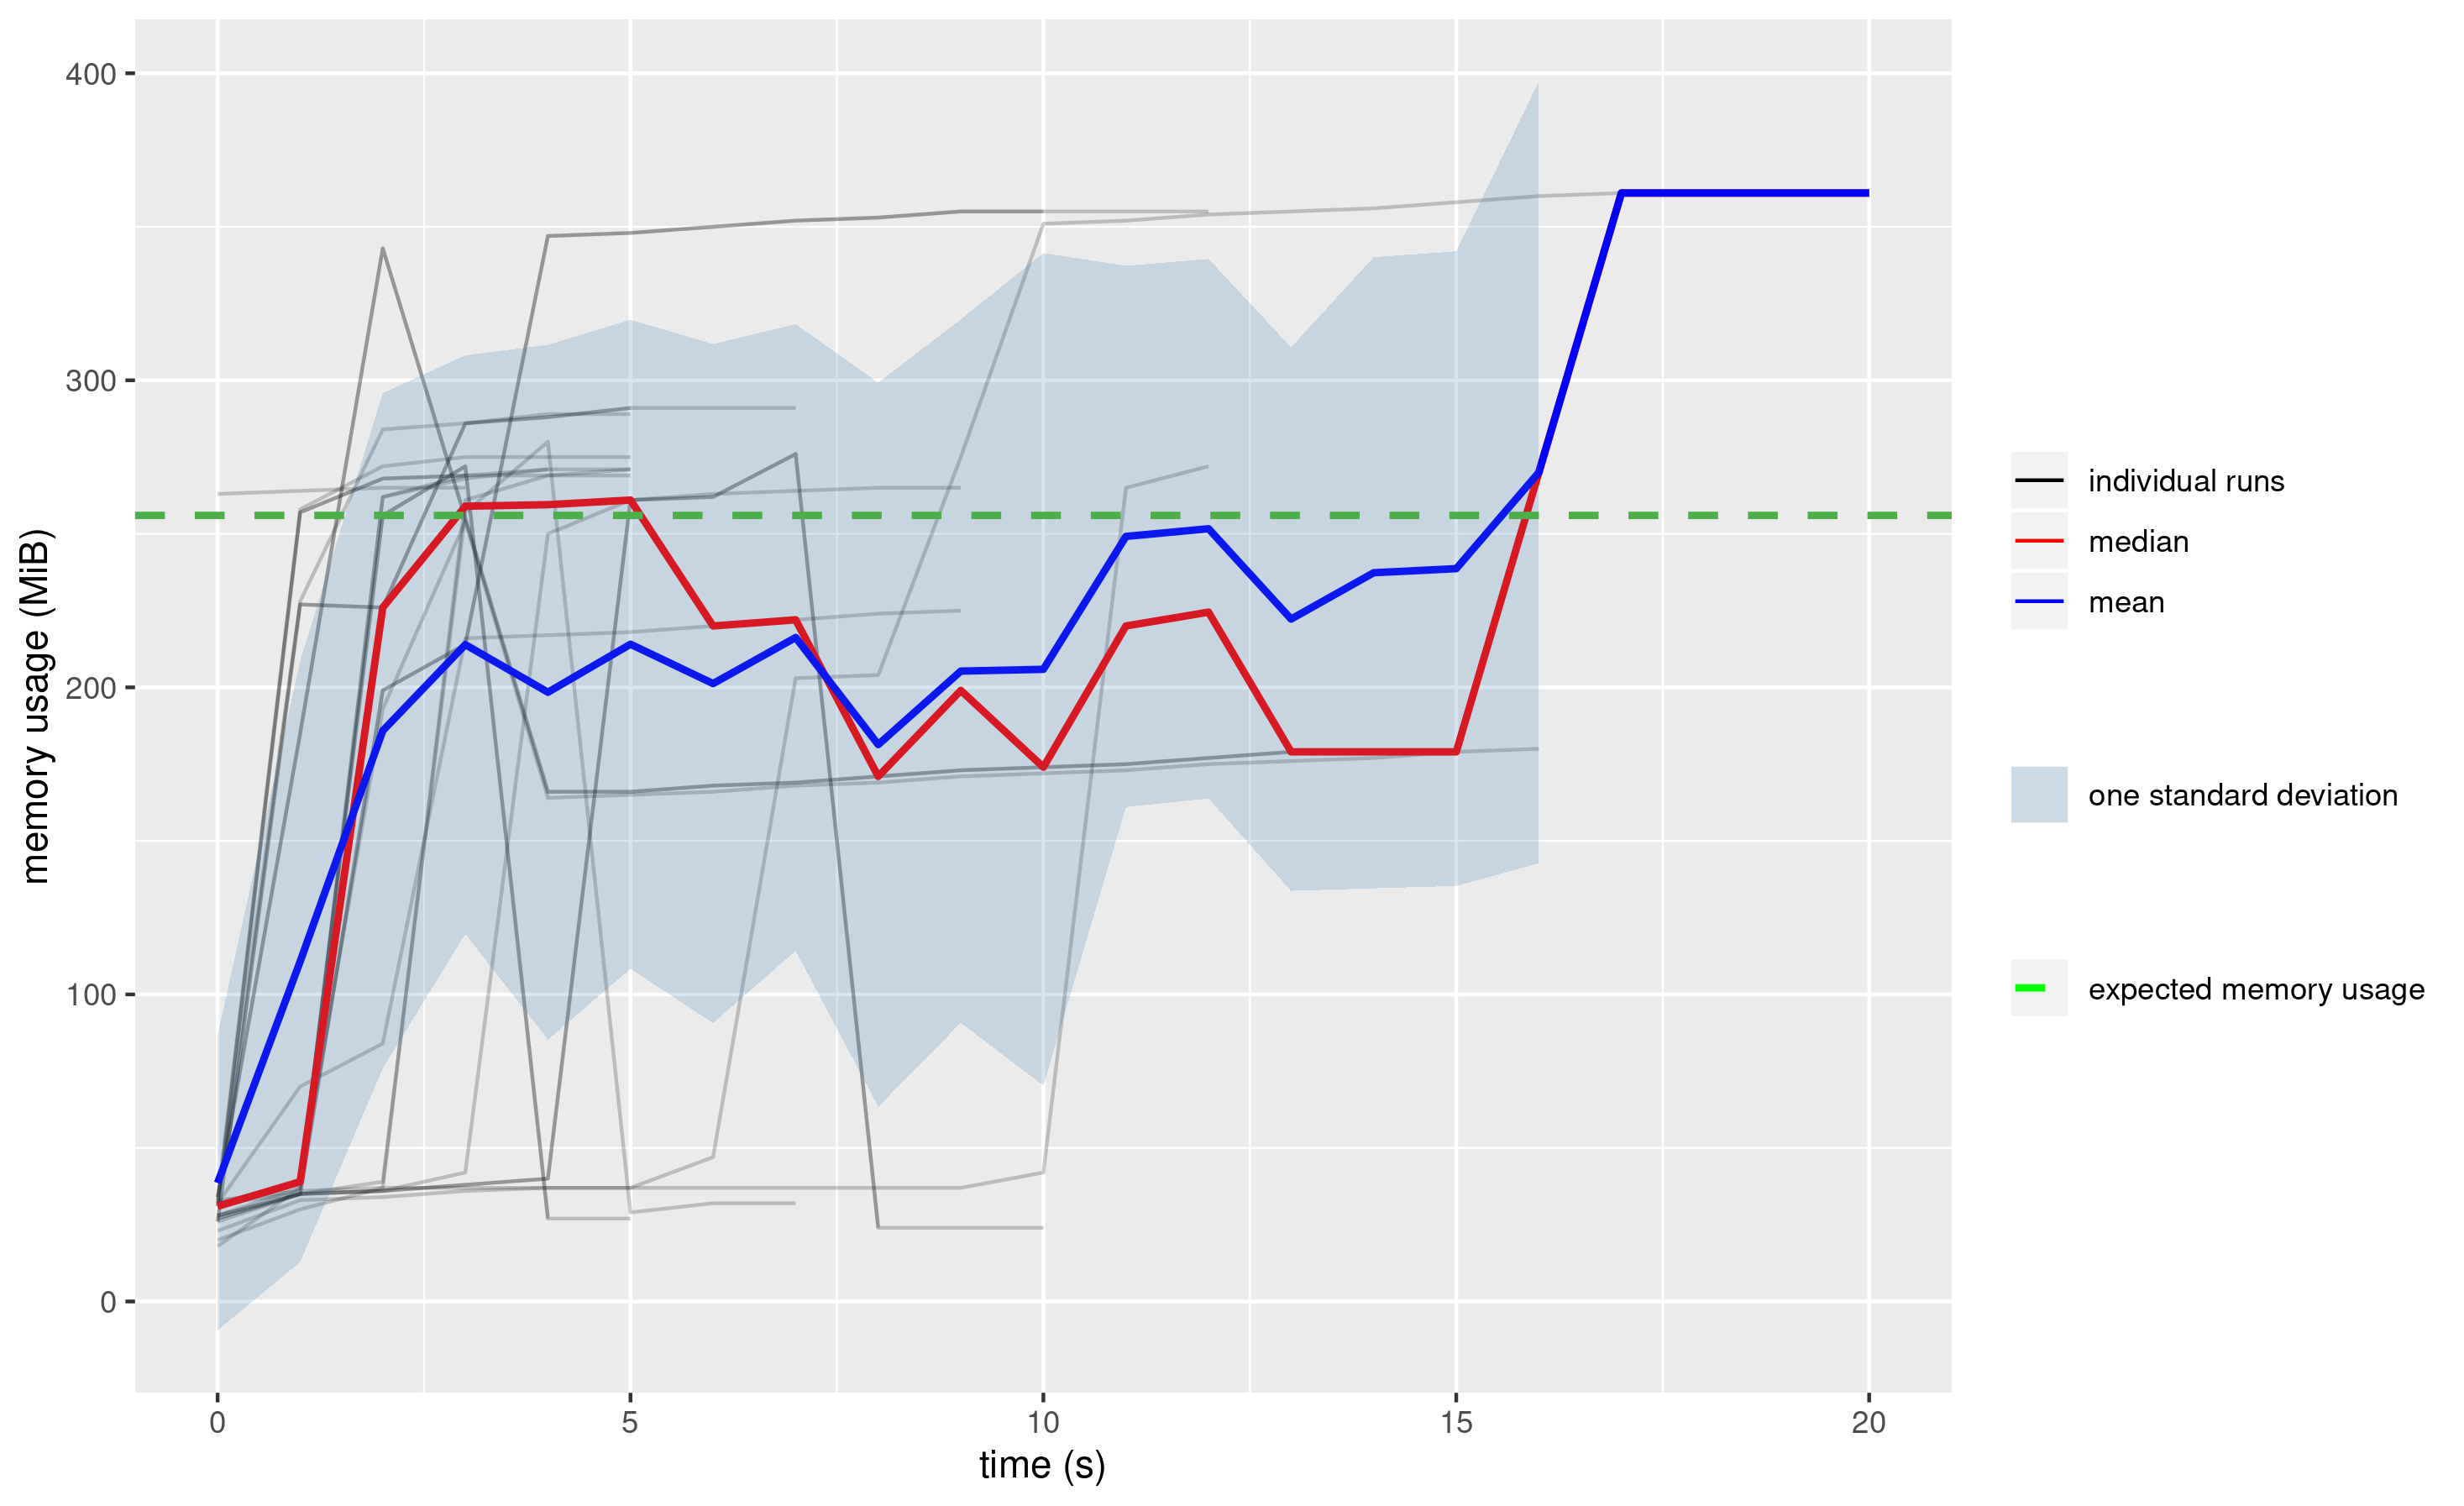 400
300
200
100
0
memory usage (MiB)
0 5 10 15 20
time (s)
individual runs
median
mean
one standard deviation
expected memory usage